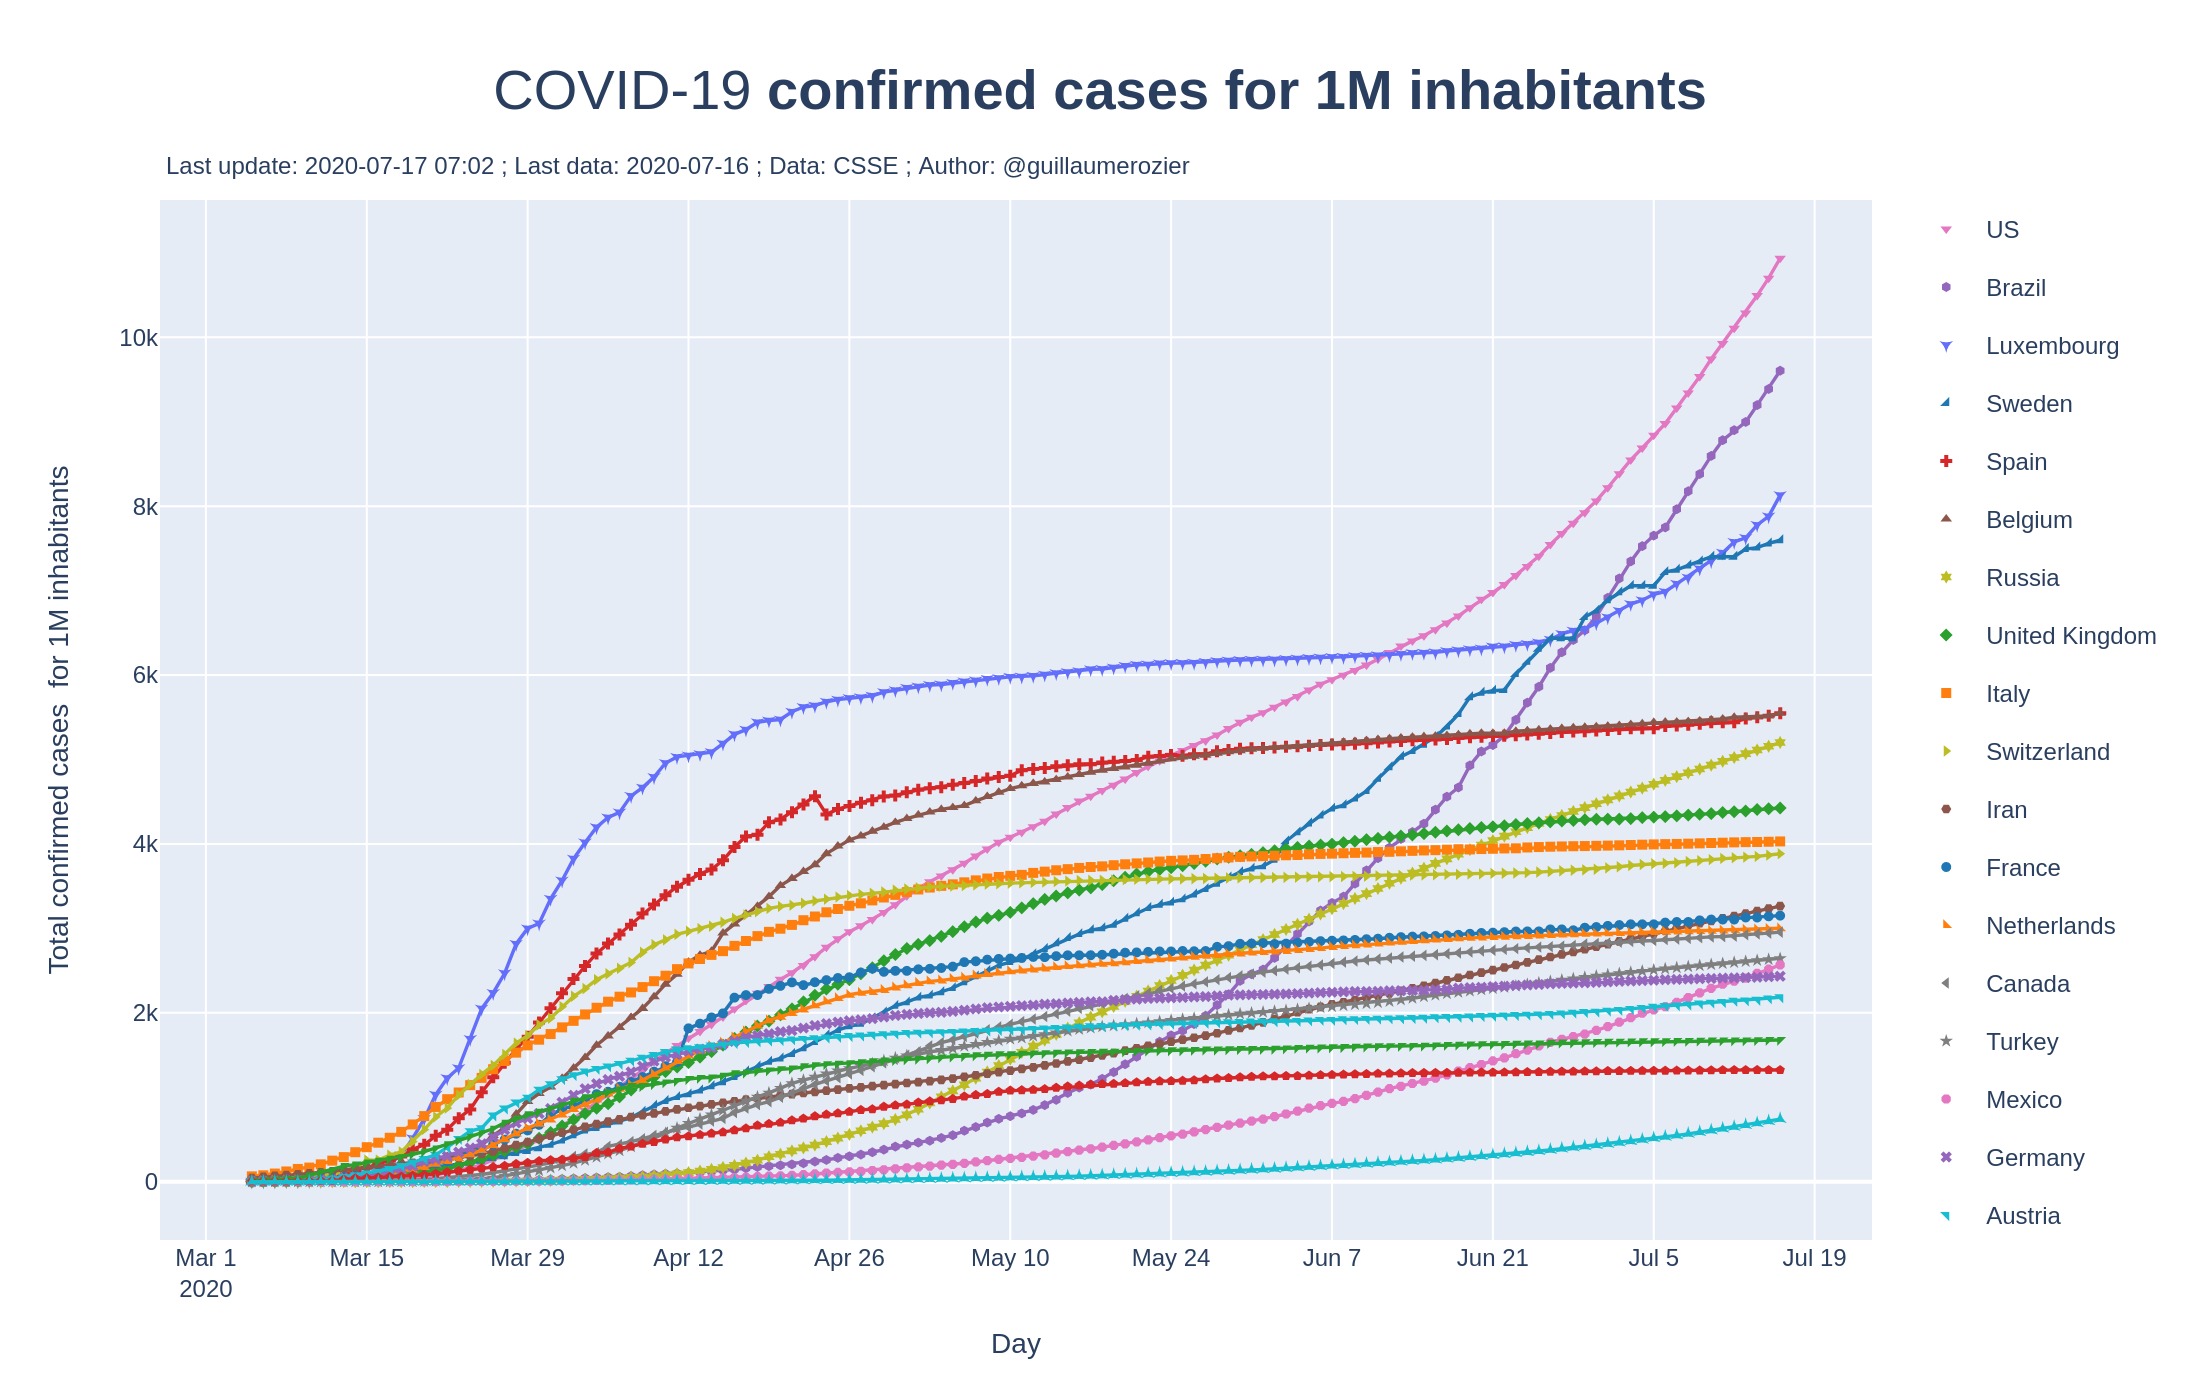 COVID-19 confirmed cases for 1M inhabitants
Last update: 2020-07-17 07:02 ; Last data: 2020-07-16 ; Data: CSSE ; Author: @guillaumerozier
Total confirmed cases for 1M inhabitants
10k
8k
6k
4k
2k
0
Mar 1
2020
Mar 15
Mar 29
Apr 12
Apr 26
May 10
May 24
Jun 7
Jun 21
Jul 5
Jul 19
Day
US
Brazil
Luxembourg
Sweden
Spain
Belgium
Russia
United Kingdom
Italy
Switzerland
Iran
France
Netherlands
Canada
Turkey
Mexico
Germany
Austria